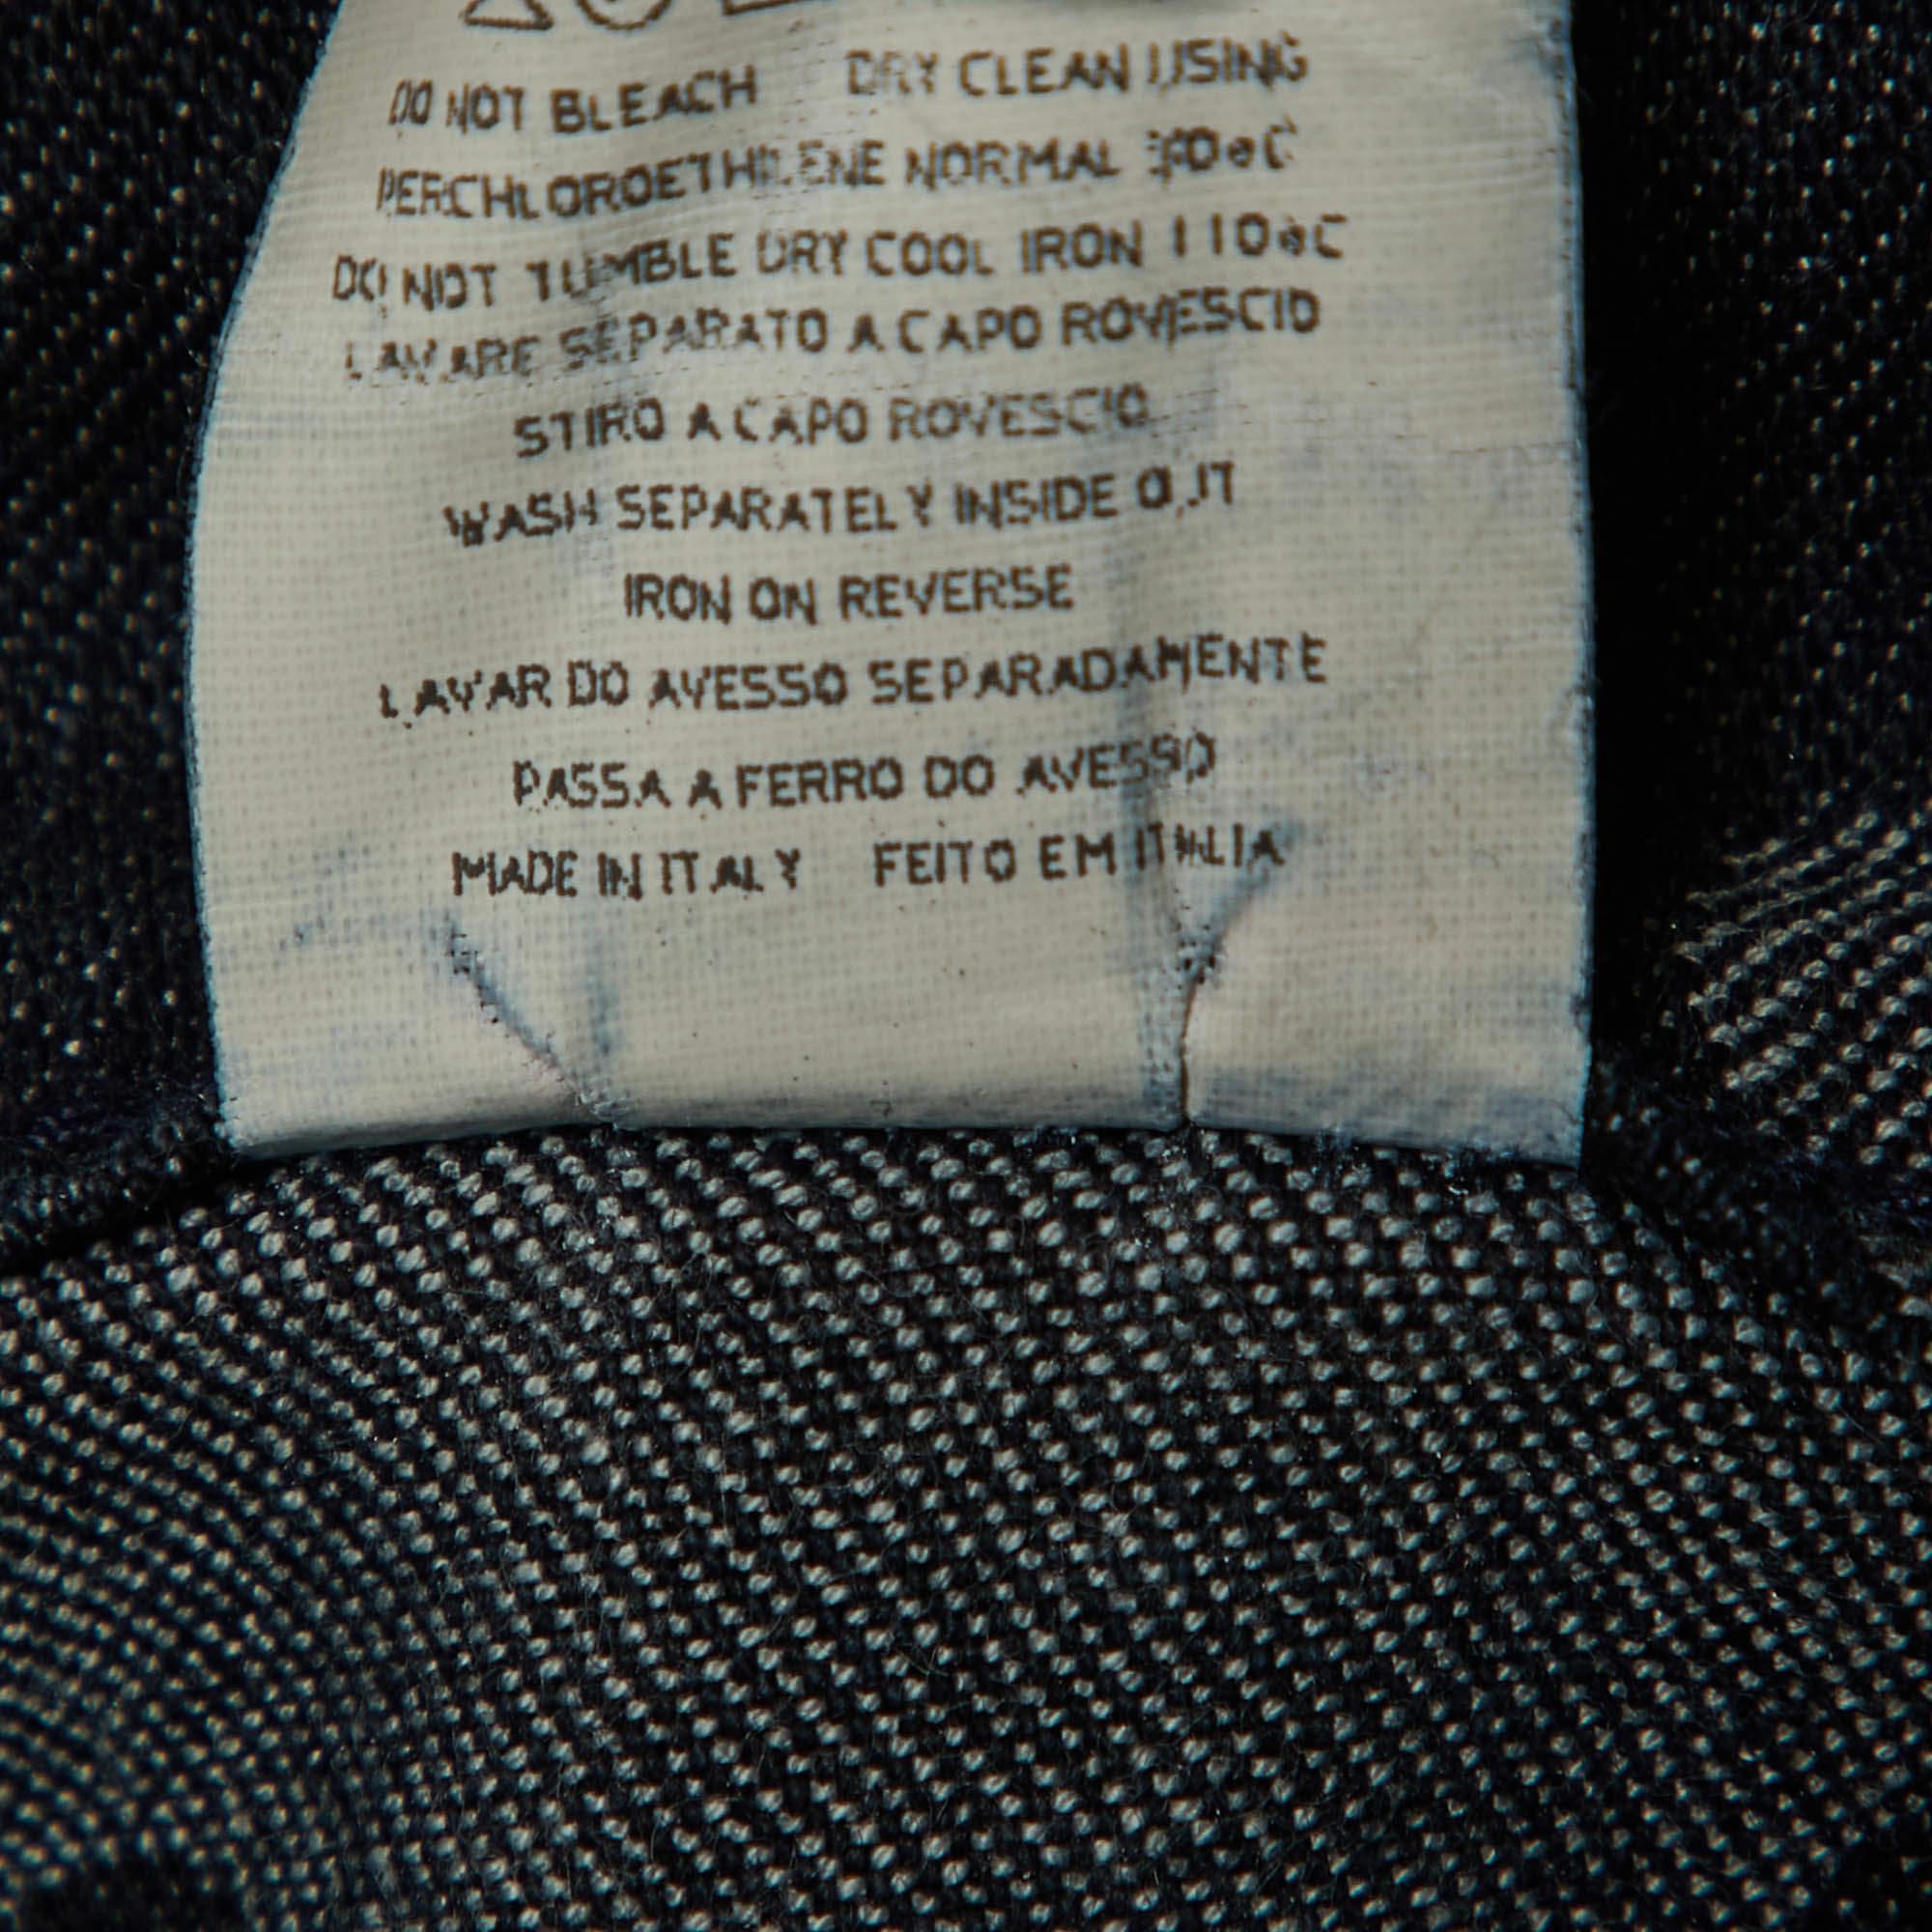 DO NOT BLEACH DRY CLEAN USING
PERCHLOROETHILENE NORMAL
DO NOT TUMBLE DRY COOL IRON 110°C
LAVARE SEPARATO A CAPO ROVESCIO
STIRO A CAPO ROVESCIO
WASH SEPARATELY INSIDE OUT
IRON ON REVERSE
LAVAR DO AVESSO SEPARADAMENTE
PASSA A FERRO DO AVESSO
MADE IN ITALY FEITO EM ITALIA